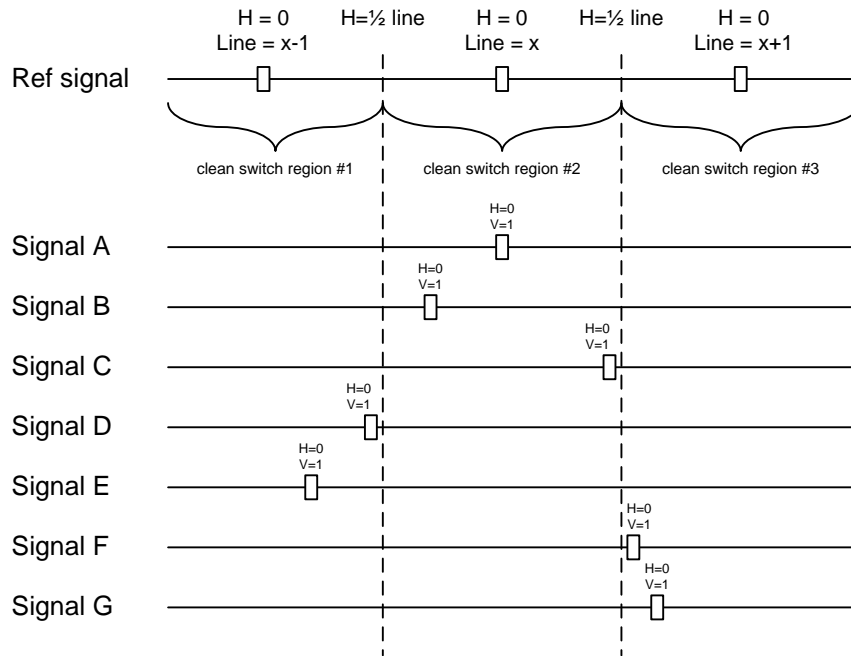 H = 0 H=½ line H = 0 H=½ line H = 0
Line = x-1 Line = x Line = x+1
Ref signal
clean switch region #1 clean switch region #2 clean switch region #3
H=0
V=1
Signal A
H=0
V=1
Signal B
H=0
V=1
Signal C
H=0
V=1
Signal D
H=0
V=1
Signal E
H=0
V=1
Signal F
H=0
V=1
Signal G